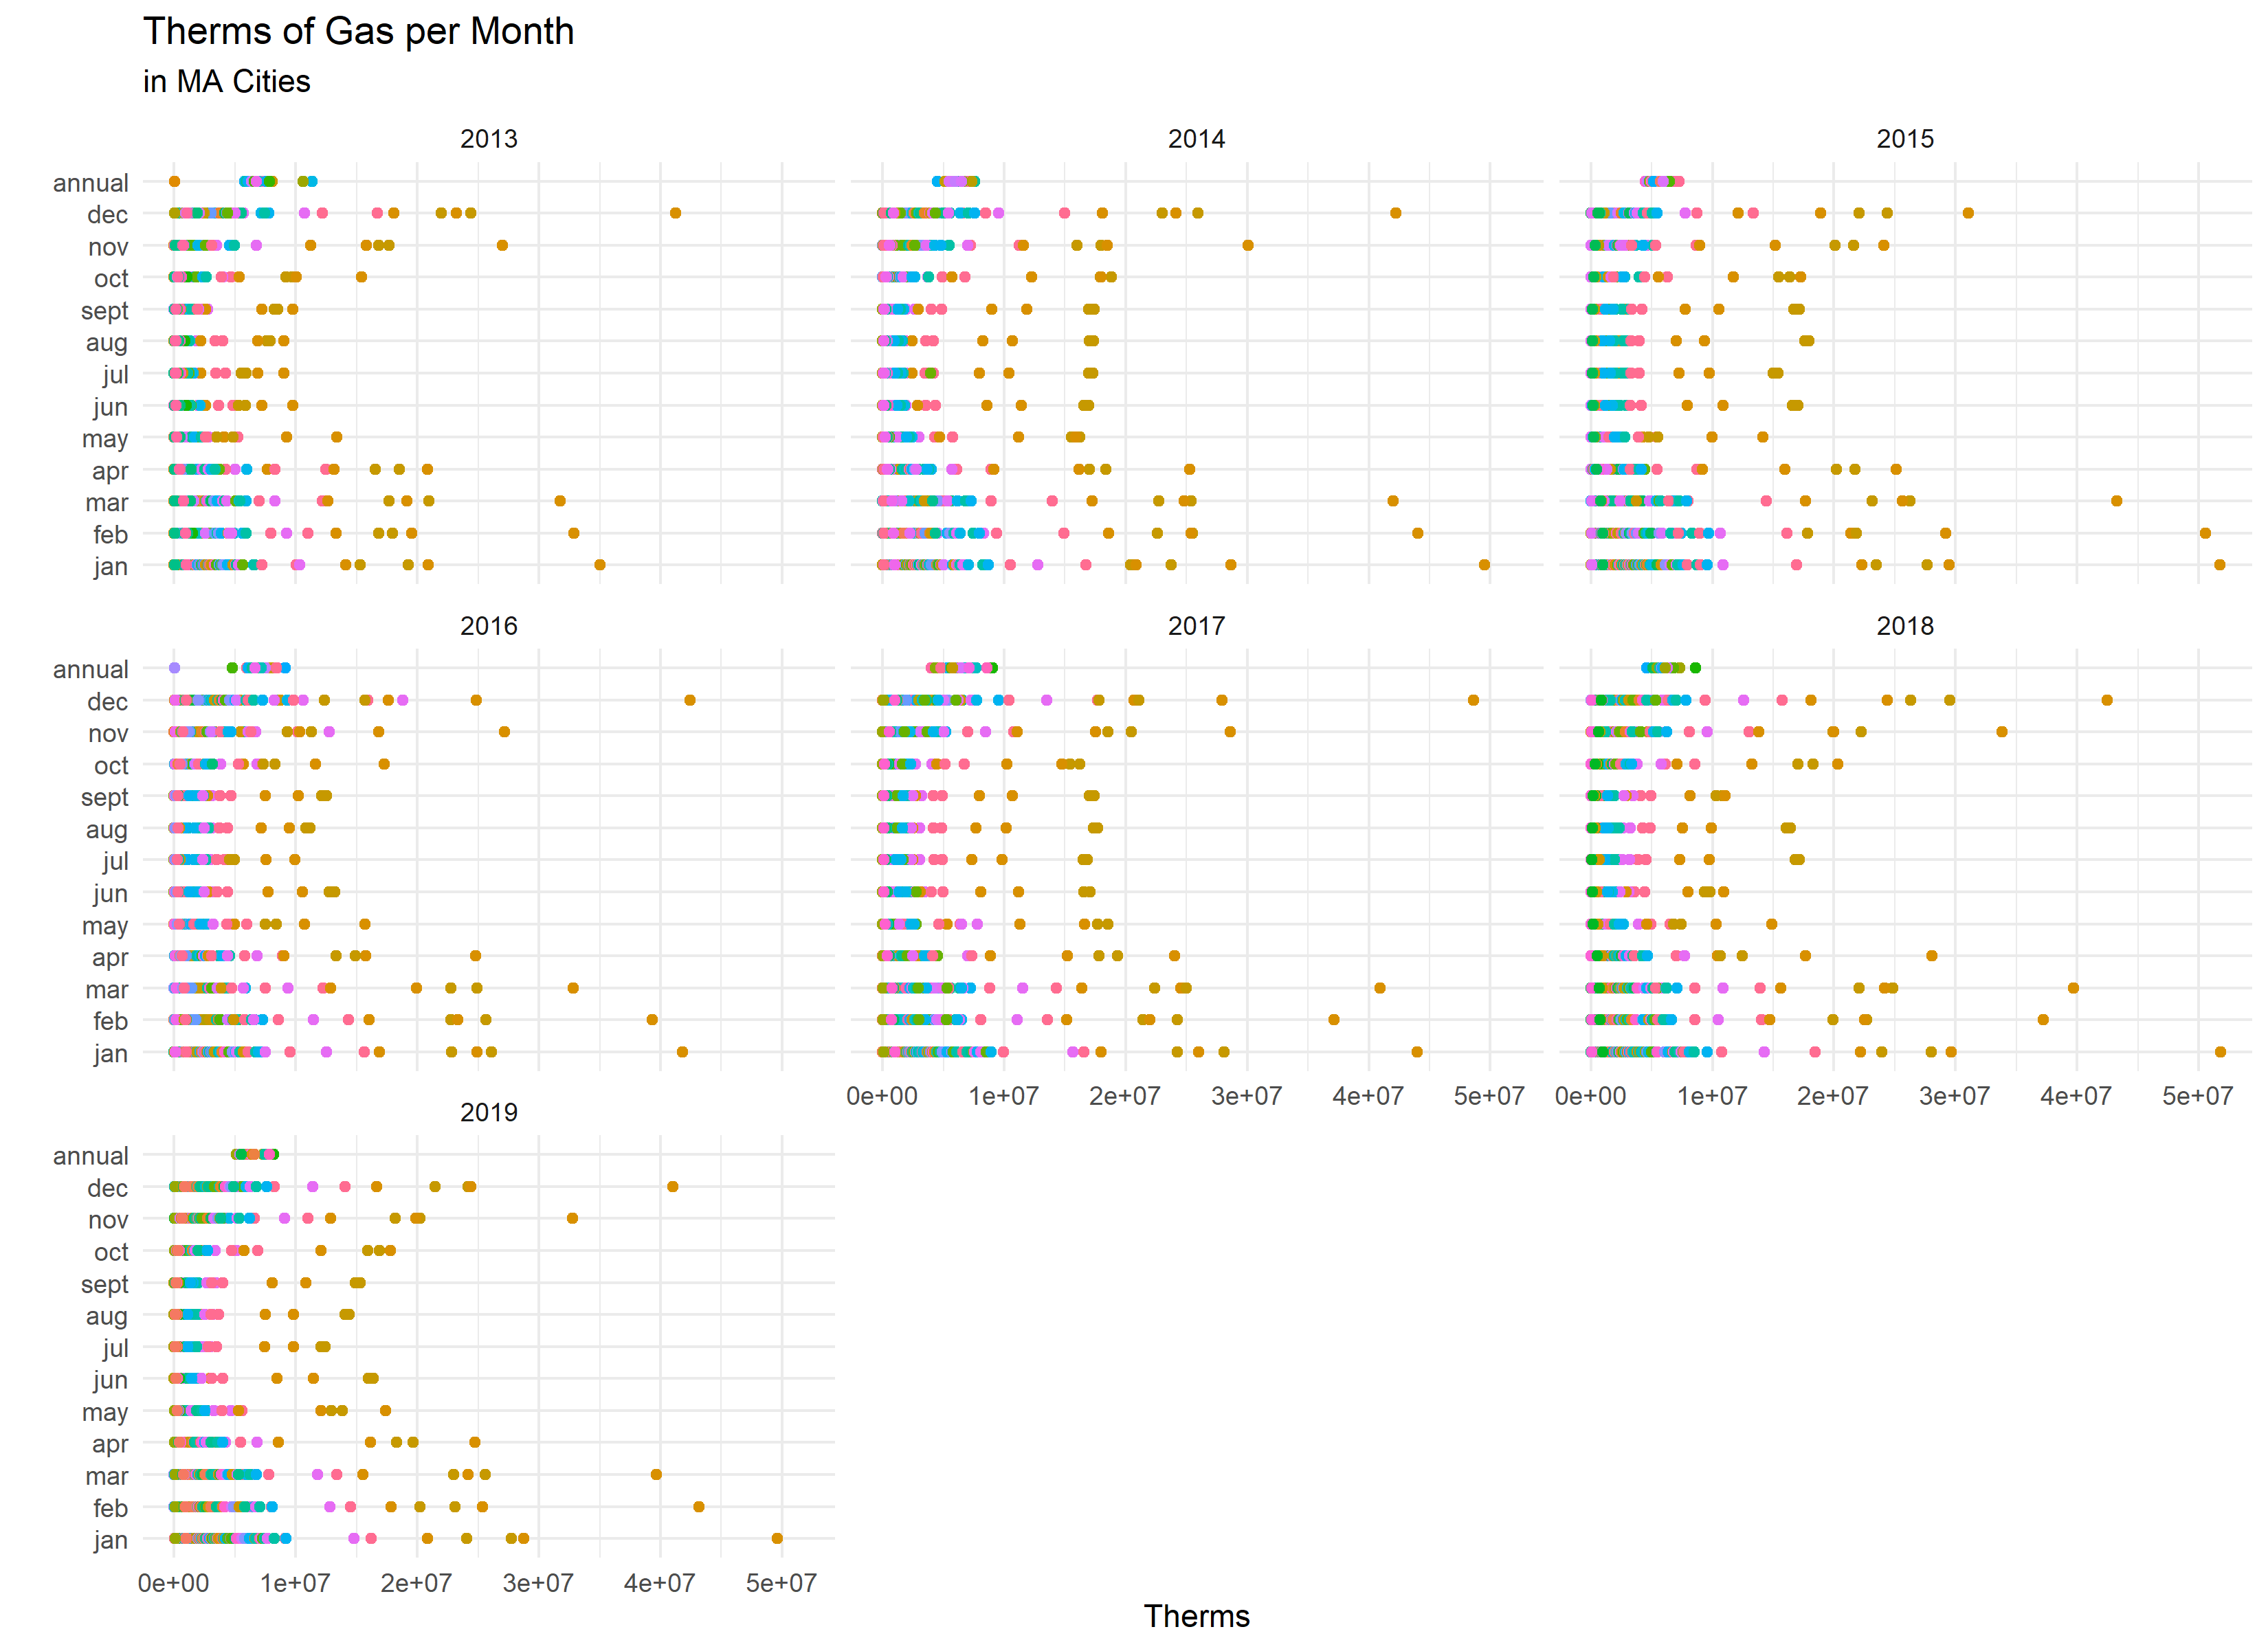 Therms of Gas per Month
in MA Cities
2013
2014
2015
annual
dec
nov
oct
sept
aug
jul
jun
may
apr
mar
feb
jan
2016
2017
2018
annual
dec
nov
oct
sept
aug
jul
jun
may
apr
mar
feb
jan
0e+00 1e+07 2e+07 3e+07 4e+07 5e+07
0e+00 1e+07 2e+07 3e+07 4e+07 5e+07
2019
annual
dec
nov
oct
sept
aug
jul
jun
may
apr
mar
feb
jan
0e+00 1e+07 2e+07 3e+07 4e+07 5e+07
Therms